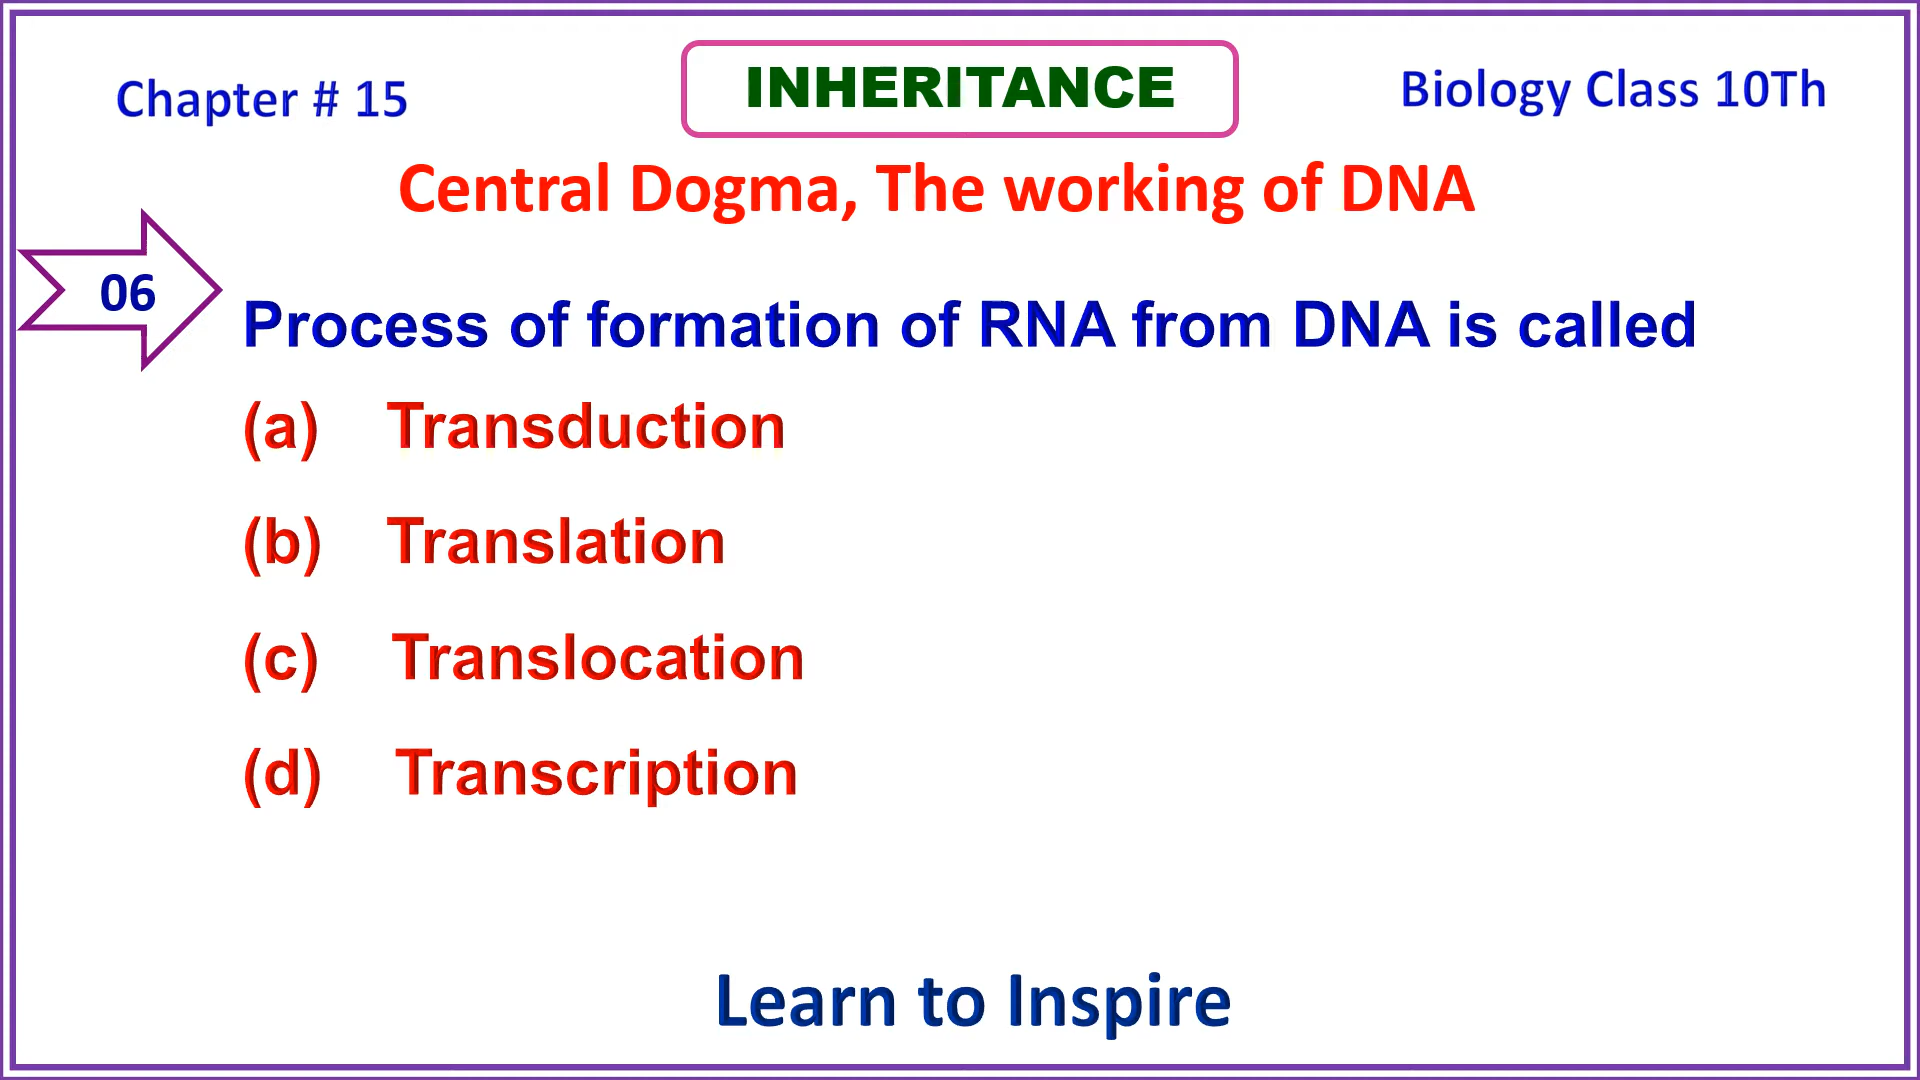 Chapter # 15
INHERITANCE
Biology Class 10Th
Central Dogma, The working of DNA
06
Process of formation of RNA from DNA is called
(a) Transduction
(b) Translation
(c) Translocation
(d) Transcription
Learn to Inspire